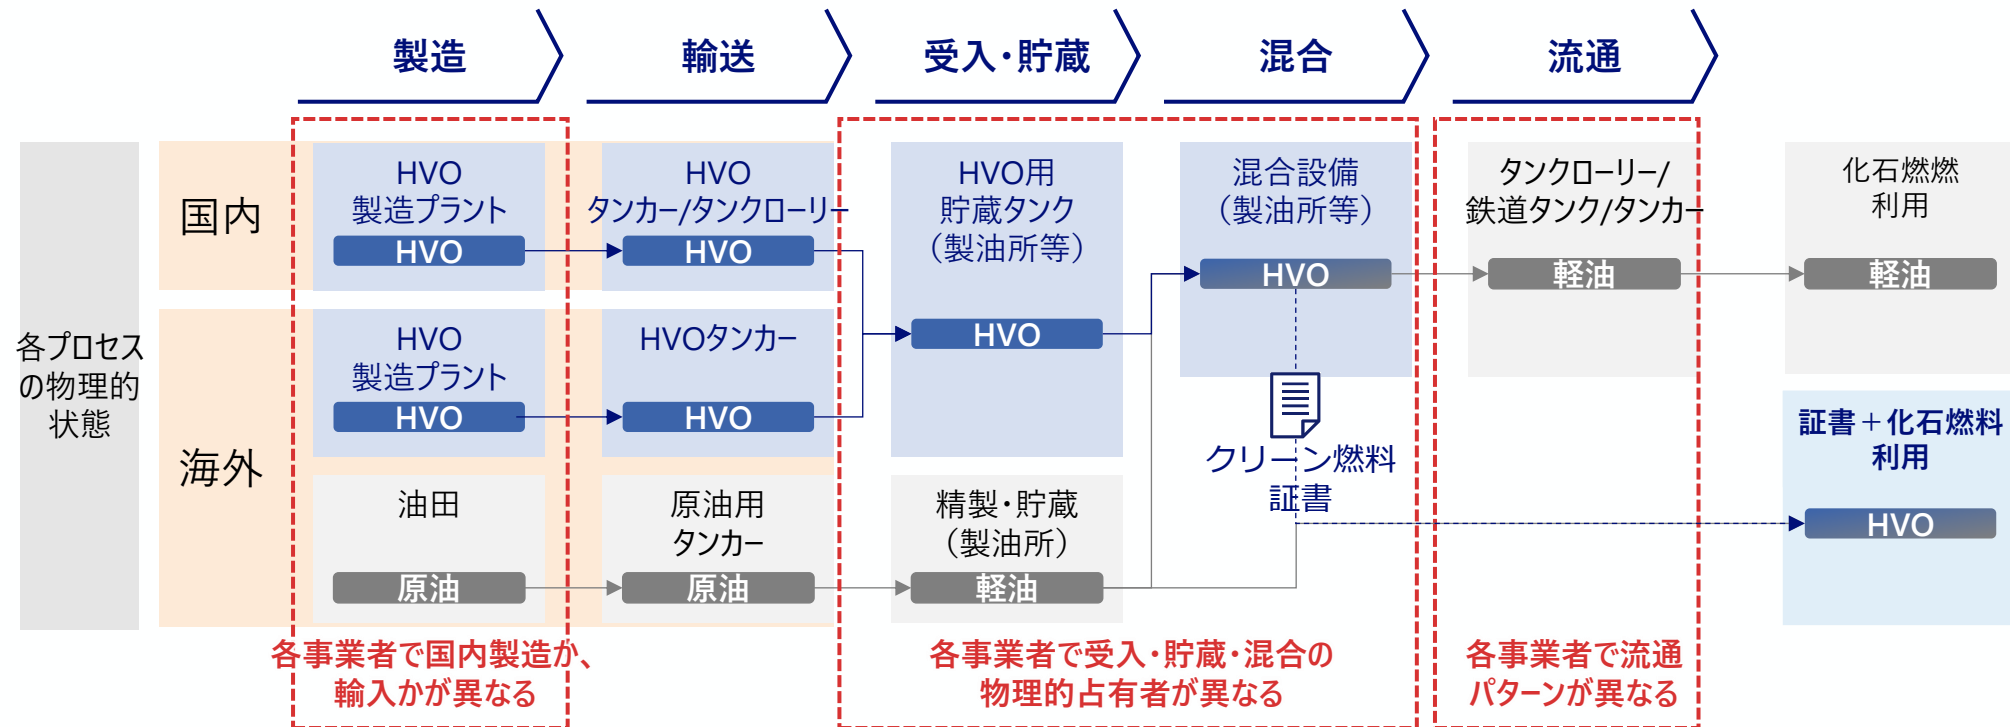 製造
輸送
受入・貯蔵
混合
流通
各プロセス
の物理的
状態
国内
HVO
製造プラント
HVO
HVO
タンカー/タンクローリー
HVO
HVO用
貯蔵タンク
（製油所等）
HVO
混合設備
（製油所等）
HVO
タンクローリー/
鉄道タンク/タンカー
軽油
化石燃燃
利用
軽油
海外
HVO
製造プラント
HVO
HVOタンカー
HVO
クリーン燃料
証書
証書＋化石燃料
利用
HVO
油田
原油
原油用
タンカー
原油
精製・貯蔵
（製油所）
軽油
各事業者で国内製造か、
輸入かが異なる
各事業者で受入・貯蔵・混合の
物理的占有者が異なる
各事業者で流通
パターンが異なる